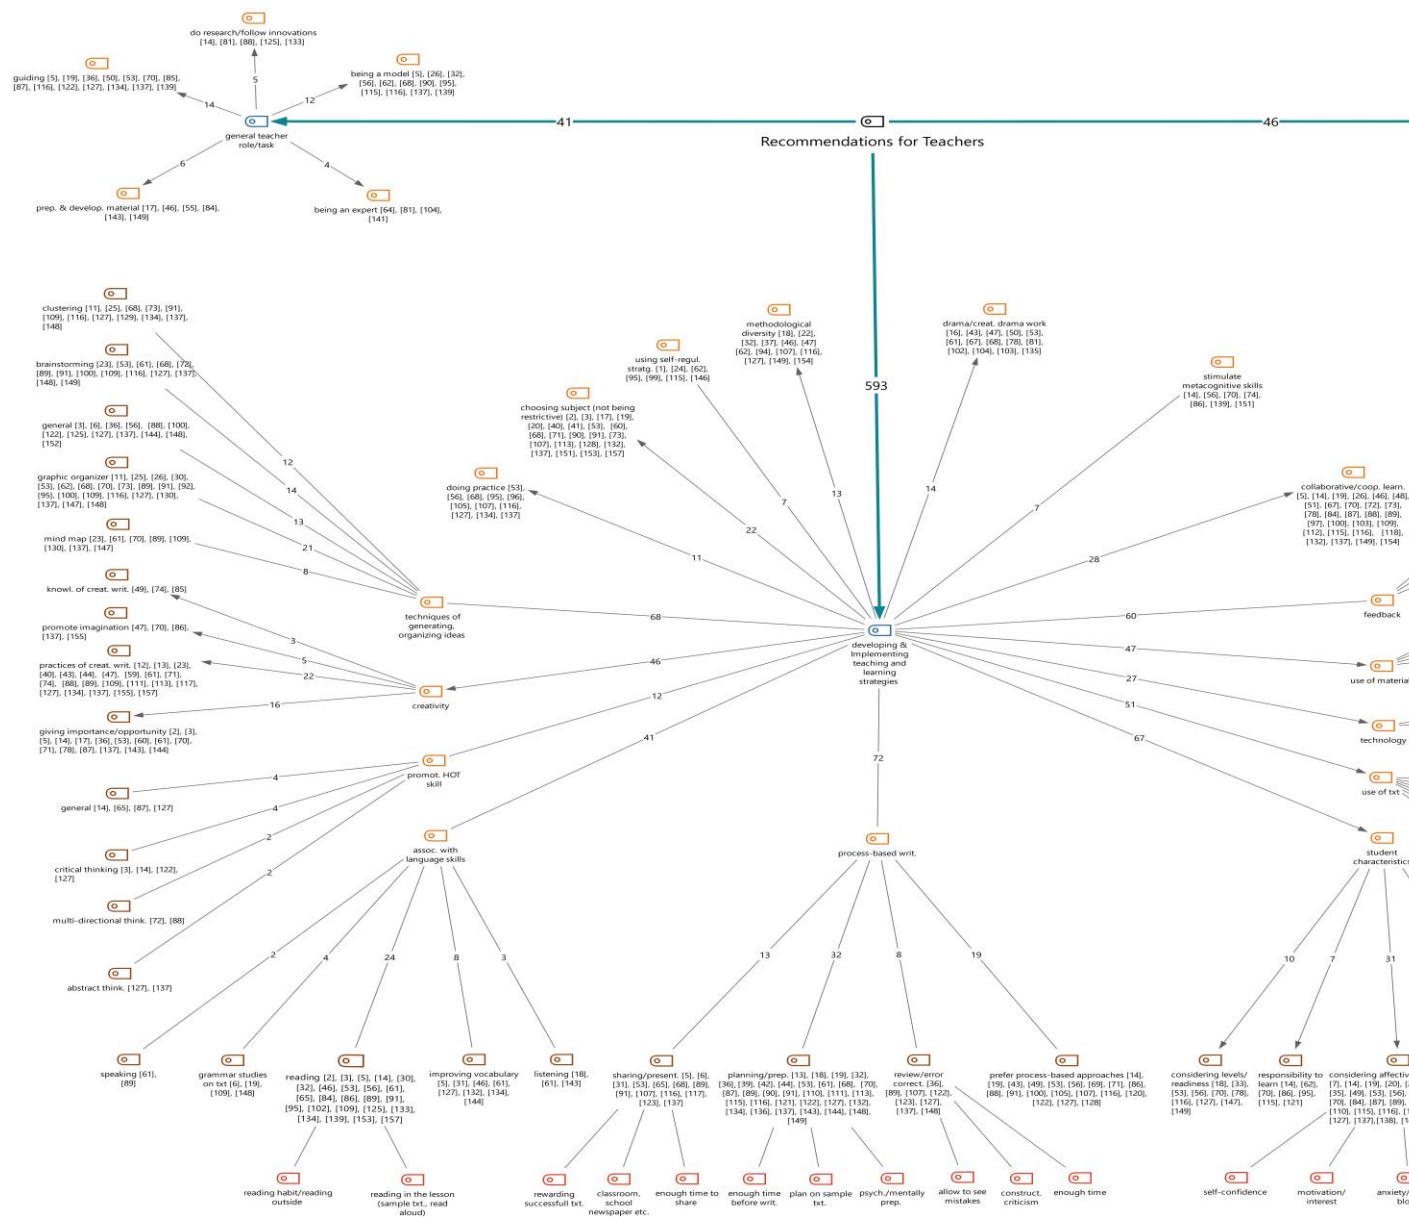 do research/follow innovations
[14], [81], [88], [125], [133]
guiding [5], [19], [36], [50], [53], [70], [85],
[87], [116], [122], [127], [134], [137], [139]
being a model [5], [26], [32],
[56], [62], [68], [90], [95],
[115], [116], [137], [139]
5
14
12
general teacher
role/task
41
46
Recommendations for Teachers
6
4
prep. & develop. material [17], [46], [55], [84],
[143], [149]
being an expert [64], [81], [104],
[141]
593
clustering [11], [25], [68], [73], [91],
[109], [116], [127], [129], [134], [137],
[148]
brainstorming [23], [53], [61], [68], [72],
[89], [91], [100], [109], [116], [127], [137],
[148], [149]
general [3], [6], [36], [56], [88], [100],
[122], [125], [127], [137], [144], [148],
[152]
graphic organizer [11], [25], [26], [30],
[53], [62], [68], [70], [73], [89], [91], [92],
[95], [100], [109], [116], [127], [130],
[137], [147], [148]
mind map [23], [61], [70], [89], [109],
[130], [137], [147]
12
14
13
21
8
techniques of
generating,
organizing ideas
68
doing practice [53],
[56], [68], [95], [96],
[105], [107], [116],
[127], [134], [137]
11
choosing subject (not being
restrictive) [2], [3], [17], [19],
[20], [40], [41], [53], [60],
[68], [71], [90], [91], [73],
[107], [113], [128], [132],
[137], [151], [153], [157]
22
using self-regul.
stratg. [1], [24], [62],
[95], [99], [115], [146]
7
methodological
diversity [18], [22],
[32], [37], [46], [47]
[62], [94], [107], [116],
[127], [149], [154]
13
drama/creat. drama work
[16], [43], [47], [50], [53],
[61], [67], [68], [78], [81],
[102], [104], [103], [135]
14
stimulate
metacognitive skills
[14], [56], [70], [74],
[86], [139], [151]
7
collaborative/coop. learn.
[5], [14], [19], [26], [46], [48],
[51], [67], [70], [72], [73],
[78], [84], [87], [88], [89],
[97], [100], [103], [109],
[112], [115], [116], [118],
[132], [137], [149], [154]
28
developing &
Implementing
teaching and
learning
strategies
60
feedback
47
use of material
27
technology
51
use of txt
67
student
characteristics
knowl. of creat. writ. [49], [74], [85]
promote imagination [47], [70], [86],
[137], [155]
practices of creat. writ. [12], [13], [23],
[40], [43], [44], [47], [59], [61], [71],
[74], [88], [89], [109], [111], [113], [117],
[127], [134], [137], [155], [157]
giving importance/opportunity [2], [3],
[5], [14], [17], [36], [53], [60], [61], [70],
[71], [78], [87], [137], [143], [144]
3
5
22
16
creativity
46
12
promot. HOT
skill
4
general [14], [65], [87], [127]
4
critical thinking [3], [14], [122],
[127]
2
multi-directional think. [72], [88]
2
abstract think. [127], [137]
41
assoc. with
language skills
72
process-based writ.
2
4
24
8
3
speaking [61],
[89]
grammar studies
on txt [6], [19],
[109], [148]
reading [2], [3], [5], [14], [30],
[32], [46], [53], [56], [61],
[65], [84], [86], [89], [91],
[95], [102], [109], [125], [133],
[134], [139], [153], [157]
improving vocabulary
[5], [31], [46], [61],
[127], [132], [134],
[144]
listening [18],
[61], [143]
reading habit/reading
outside
reading in the lesson
(sample txt., read
aloud)
13
32
8
19
sharing/present. [5], [6],
[31], [53], [65], [68], [89],
[91], [107], [116], [117],
[123], [137]
planning/prep. [13], [18], [19], [32],
[36], [39], [42], [44], [53], [61], [68], [70],
[87], [89], [90], [91], [110], [111], [113],
[115], [116], [121], [122], [127], [132],
[134], [136], [137], [143], [144], [148],
[149]
review/error
correct. [36],
[89], [107], [122],
[123], [127],
[137], [148]
prefer process-based approaches [14],
[19], [43], [49], [53], [56], [69], [71], [86],
[88], [91], [100], [105], [107], [116], [120],
[122], [127], [128]
rewarding
successfull txt.
classroom,
school
newspaper etc.
enough time to
share
enough time
before writ.
plan on sample
txt.
psych./mentally
prep.
allow to see
mistakes
construct.
criticism
enough time
10
7
31
considering levels/
readiness [18], [33],
[53], [56], [70], [78],
[116], [127], [147],
[149]
responsibility to
learn [14], [62],
[70], [86], [95],
[115], [121]
considering affectiv
[7], [14], [19], [20],
[35], [49], [53], [56],
[70], [84], [87], [89],
[110], [115], [116],
[127], [137],[138],
self-confidence
motivation/
interest
anxiety/
blo